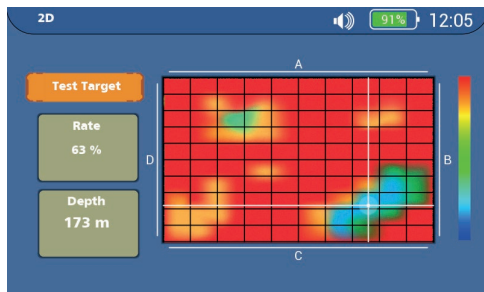 2D
91%
12:05
Test Target
Rate
63 %
Depth
173 m
A
D
B
C